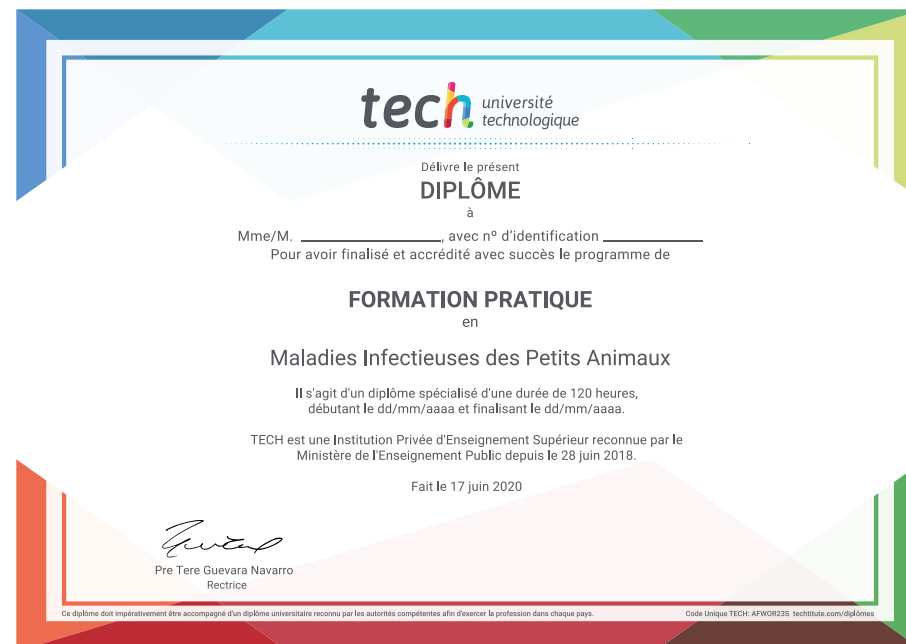 tech université
technologique
Délivre le présent
DIPLÔME
à
Mme/M. ____________________, avec nº d'identification ______________
Pour avoir finalisé et accrédité avec succès le programme de
FORMATION PRATIQUE
en
Maladies Infectieuses des Petits Animaux
Il s'agit d'un diplôme spécialisé d'une durée de 120 heures,
débutant le dd/mm/aaaa et finalisant le dd/mm/aaaa.
TECH est une Institution Privée d'Enseignement Supérieur reconnue par le
Ministère de l'Enseignement Public depuis le 28 juin 2018.
Fait le 17 juin 2020
Pre Tere Guevara Navarro
Rectrice
Ce diplôme doit impérativement être accompagné d'un diplôme universitaire reconnu par les autorités compétentes afin d'exercer la profession dans chaque pays. Code Unique TECH: AFWOR23S techtitute.com/diplômes